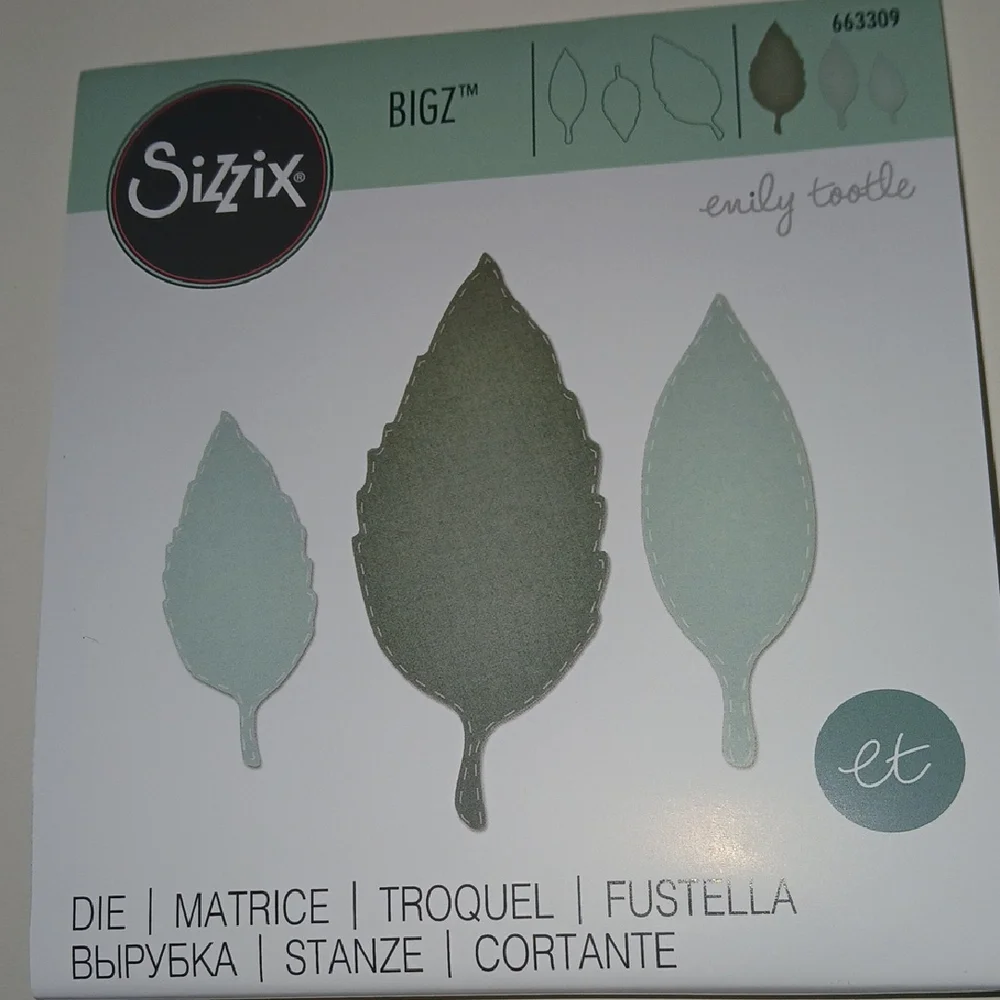 663309
BIGZ™
Sizzix®
emily tootle
et
DIE | MATRICE | TROQUEL | FUSTELLA
ВЫРУБКА | STANZE | CORTANTE